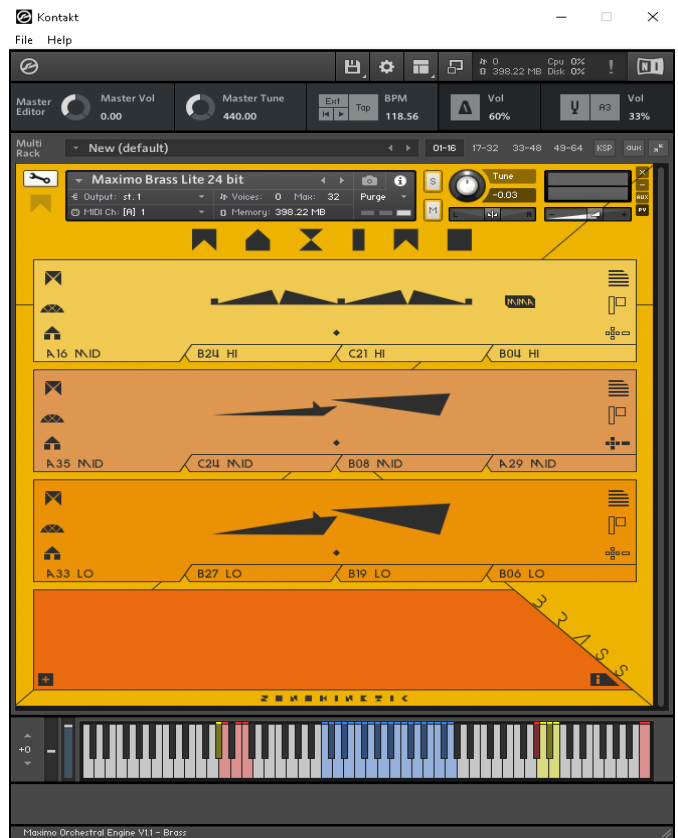 Kontakt
File Help
0 Cpu 0%
398.22 MB Disk 0% ! NI
Master Editor Master Vol 0.00 Master Tune 440.00 Ext Tap BPM 118.56 Vol 60% A3 Vol 33%
Multi Rack New (default) 01-16 17-32 33-48 49-64 KSP aux
Maximo Brass Lite 24 bit i S Tune -0.03
Output: st.1 Voices: 0 Max: 32 Purge AUX
MIDI Ch: [A] 1 Memory: 398.22 MB M L R - + PV
MIMA
A16 MID B24 HI C21 HI B04 HI
A35 MID C24 MID B08 MID A29 MID
A33 LO B27 LO B19 LO B06 LO
BRASS
+ i
ZERO KINETIK
+0
Maximo Orchestral Engine V1.1 - Brass